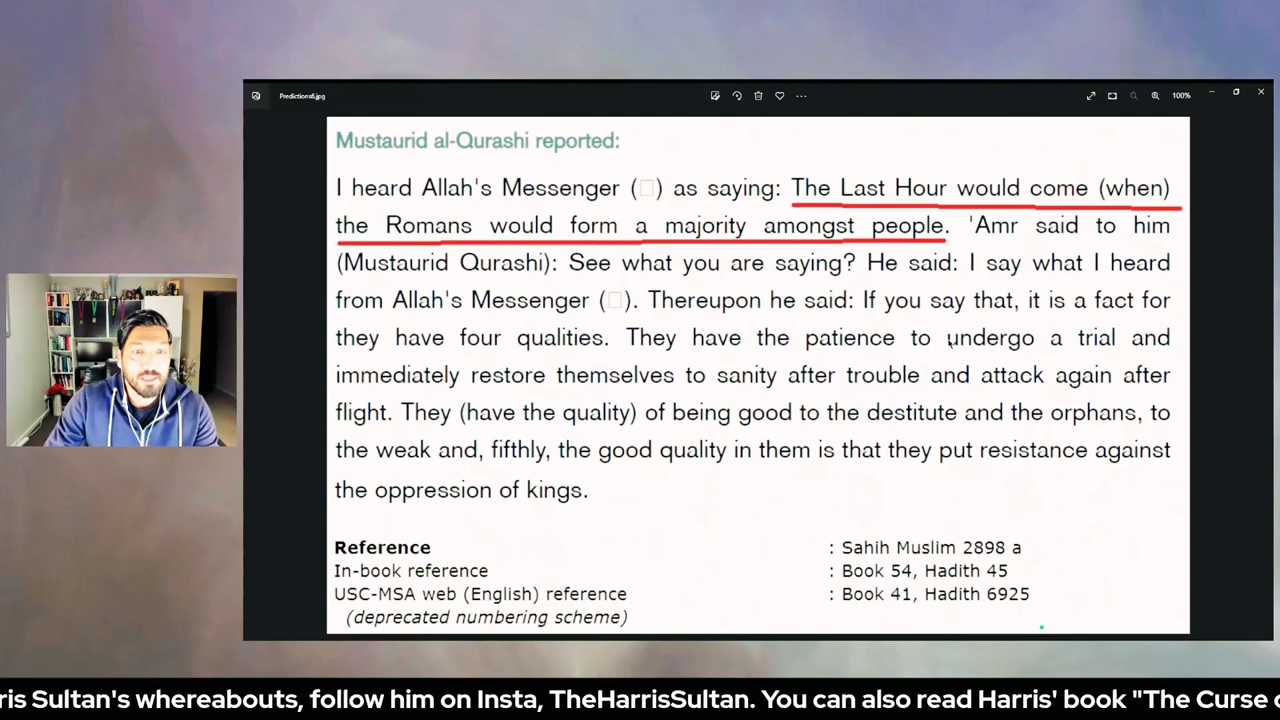 Predictions6.jpg
100%
Mustaurid al-Qurashi reported:
I heard Allah's Messenger (□) as saying: The Last Hour would come (when)
the Romans would form a majority amongst people. 'Amr said to him
(Mustaurid Qurashi): See what you are saying? He said: I say what I heard
from Allah's Messenger (□). Thereupon he said: If you say that, it is a fact for
they have four qualities. They have the patience to undergo a trial and
immediately restore themselves to sanity after trouble and attack again after
flight. They (have the quality) of being good to the destitute and the orphans, to
the weak and, fifthly, the good quality in them is that they put resistance against
the oppression of kings.
Reference : Sahih Muslim 2898 a
In-book reference : Book 54, Hadith 45
USC-MSA web (English) reference : Book 41, Hadith 6925
(deprecated numbering scheme)
ris Sultan's whereabouts, follow him on Insta, TheHarrisSultan. You can also read Harris' book "The Curse